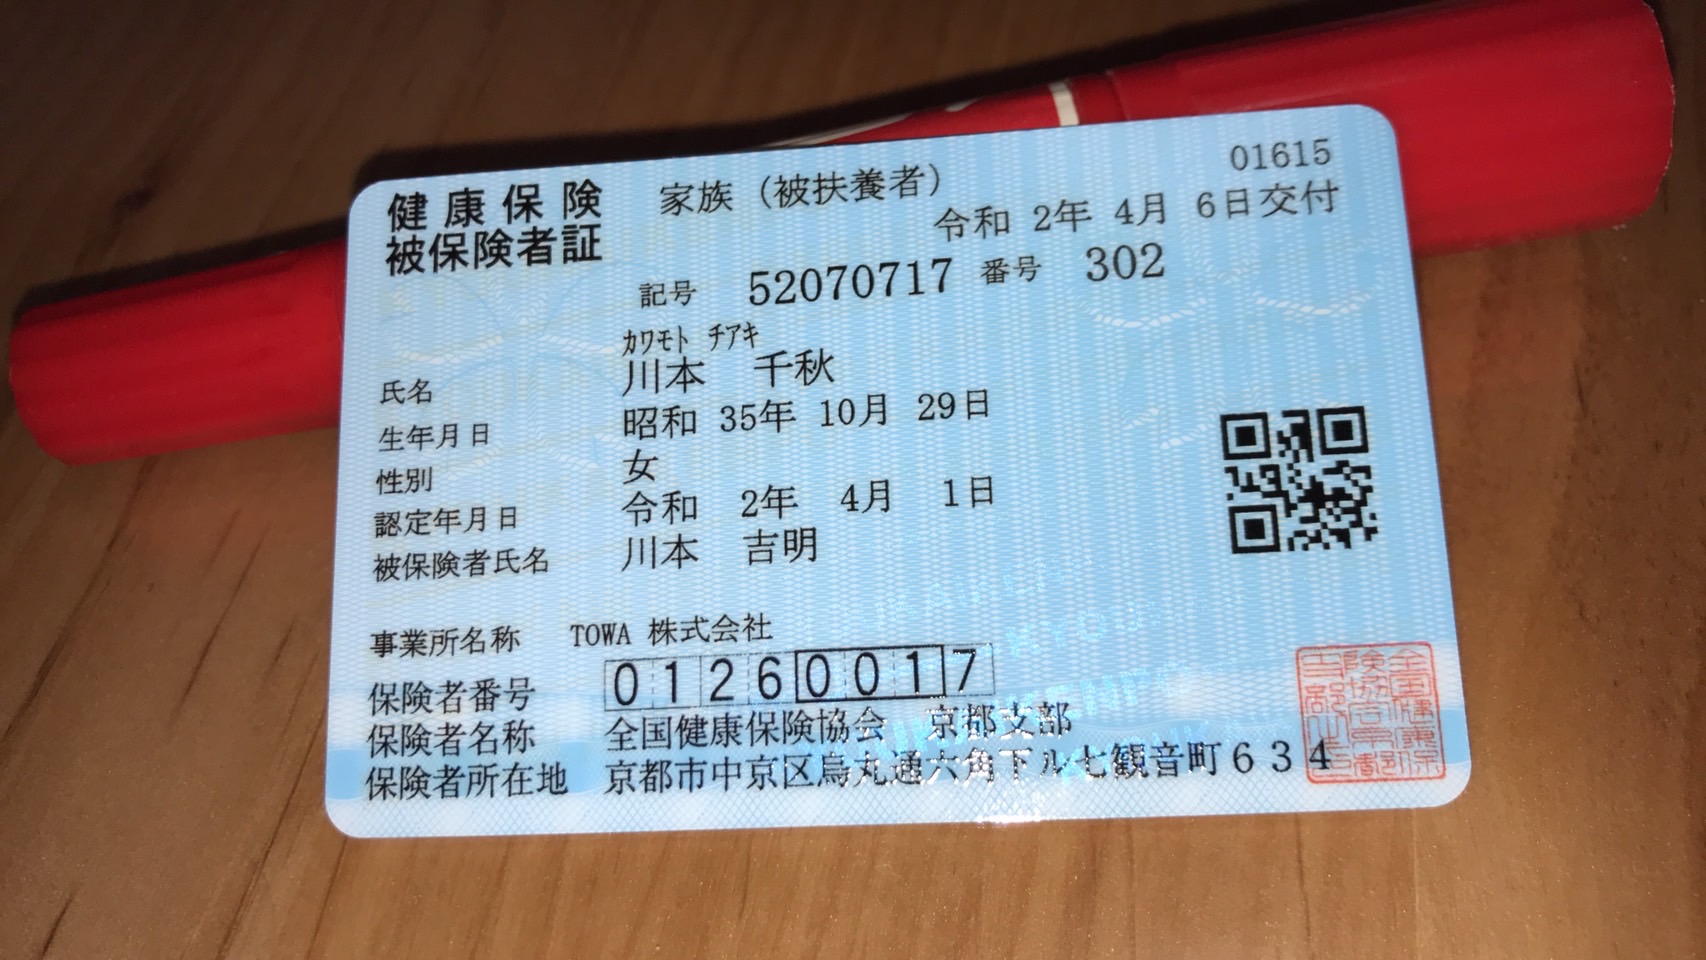 健康保険 家族（被扶養者） 01615
被保険者証 令和 2年 4月 6日交付
記号 52070717 番号 302
ｶﾜﾓﾄ ﾁｱｷ
氏名 川本 千秋
生年月日 昭和 35年 10月 29日
性別 女
認定年月日 令和 2年 4月 1日
被保険者氏名 川本 吉明
事業所名称 TOWA 株式会社
保険者番号 01260017
保険者名称 全国健康保険協会 京都支部
保険者所在地 京都市中京区烏丸通六角下ル七観音町６３４